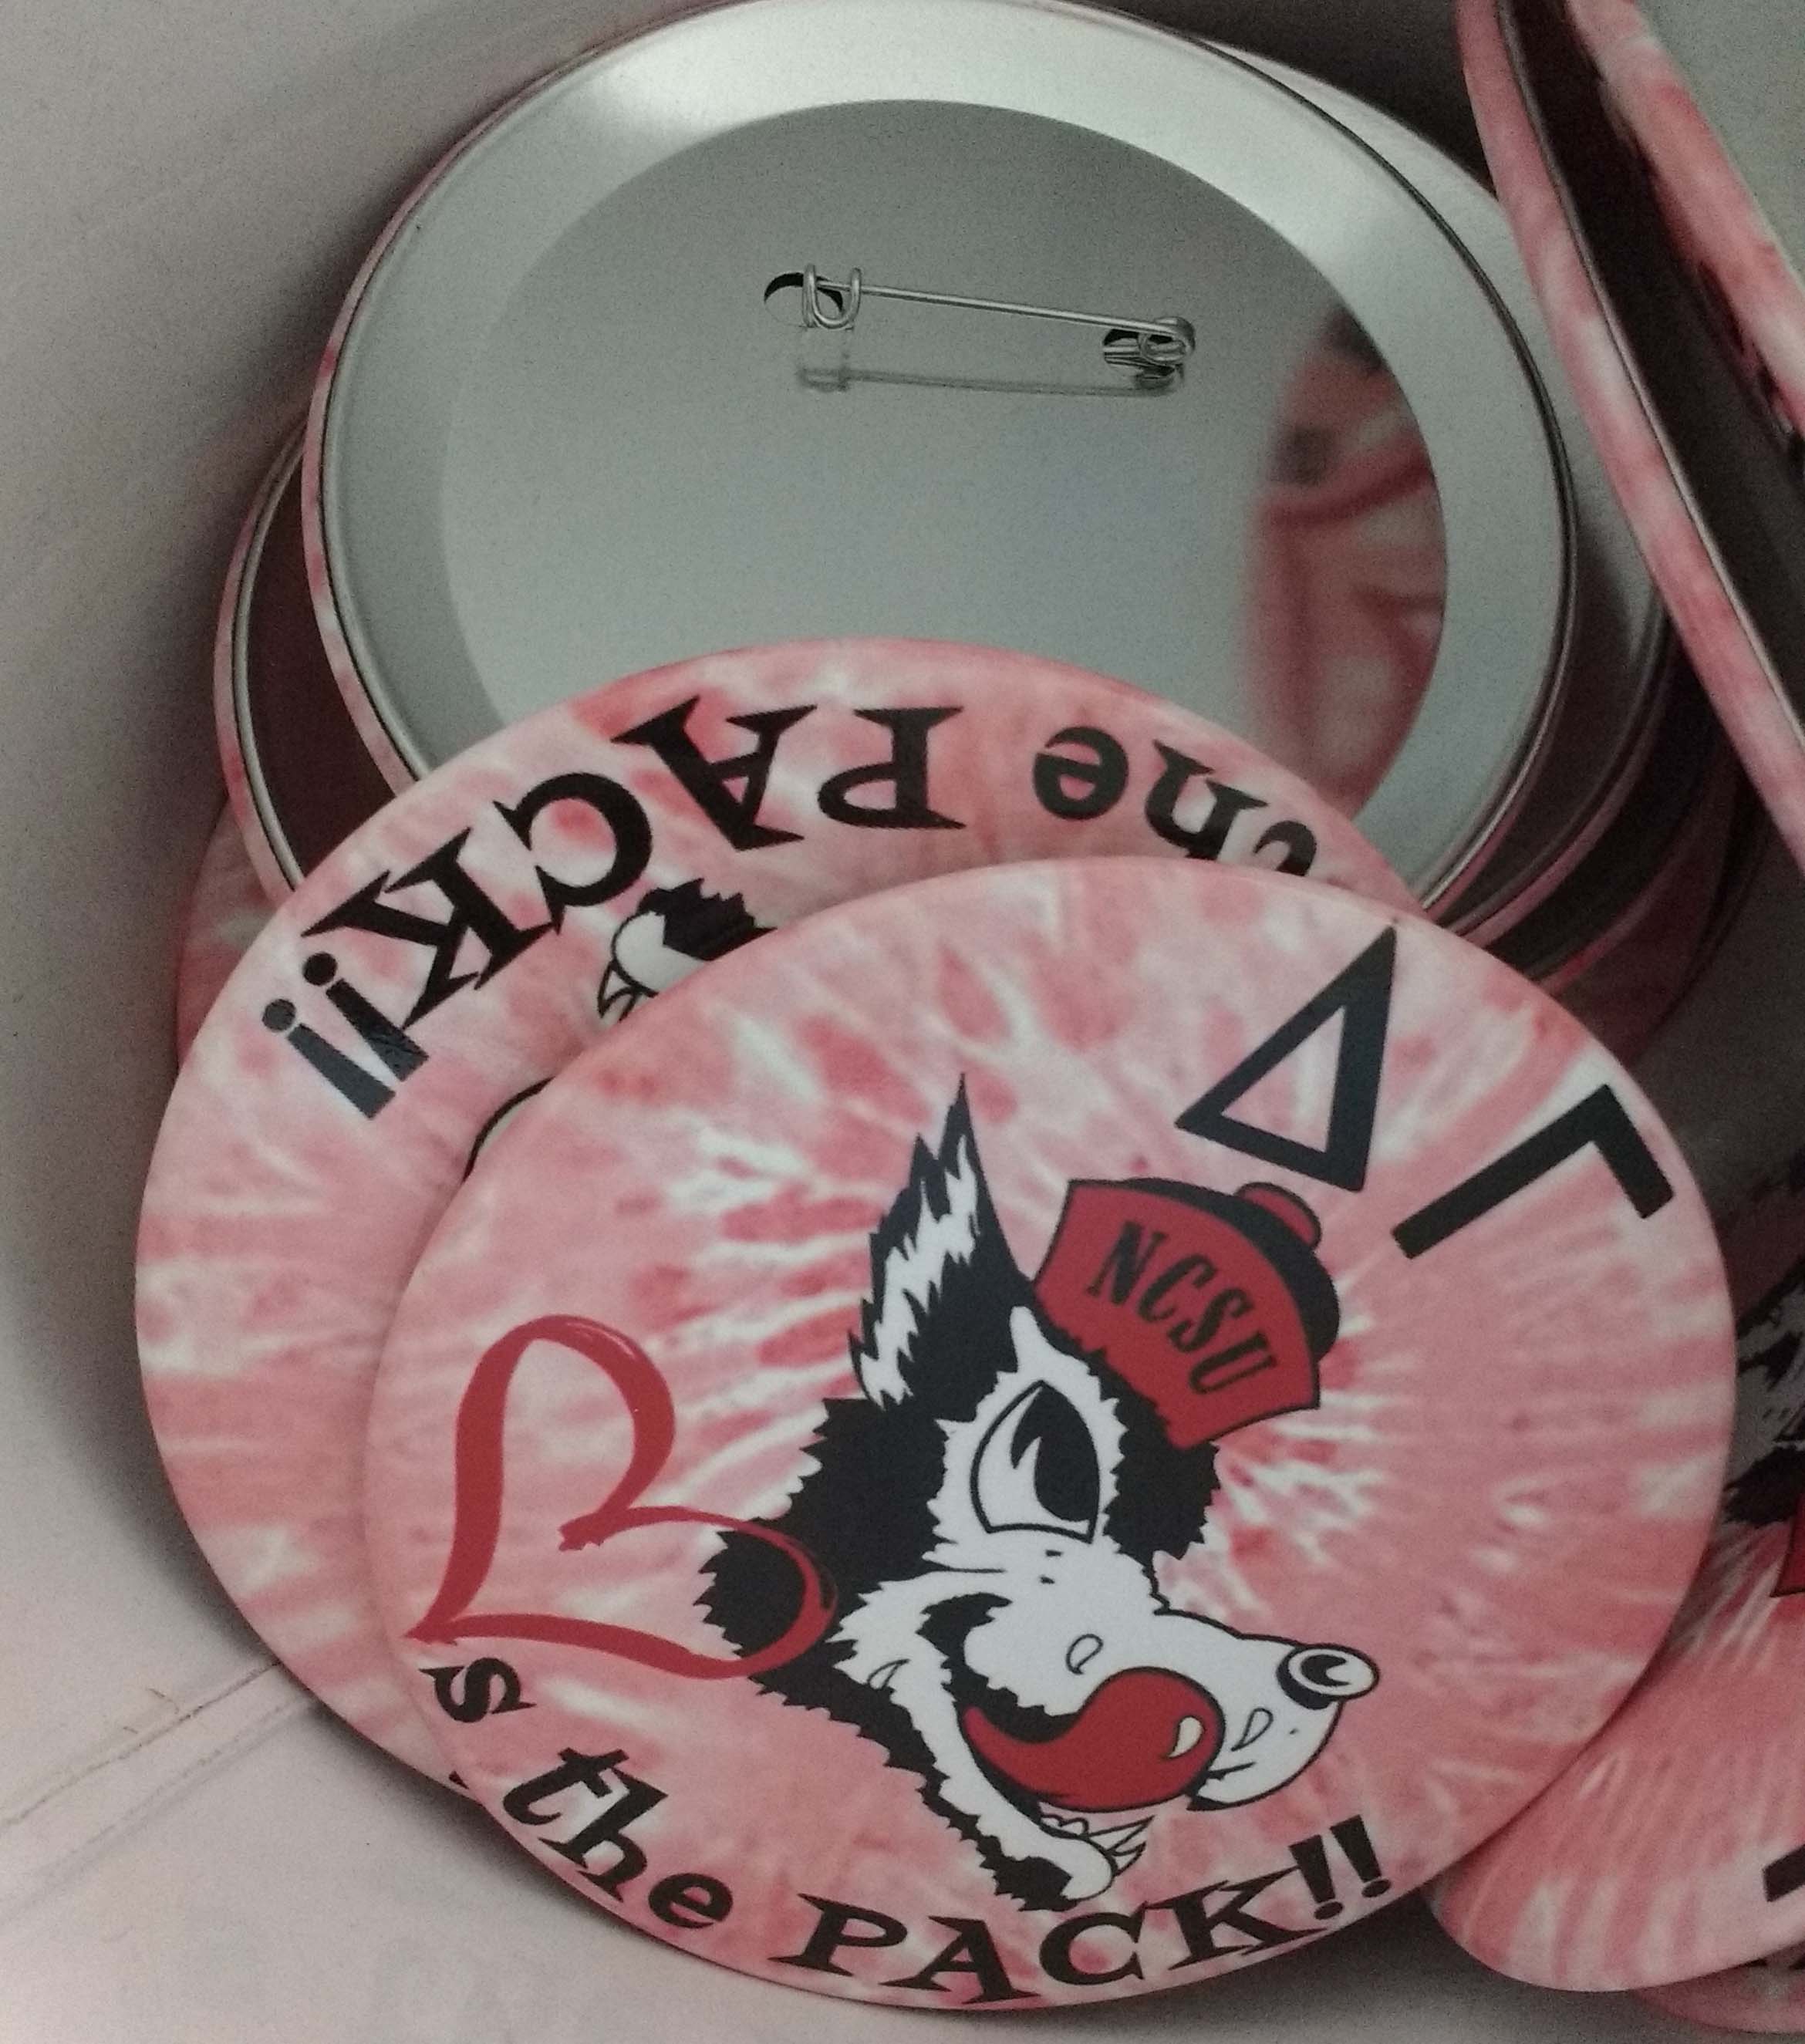 ΔΓ
NCSU
s the PACK!!
the PACK!!